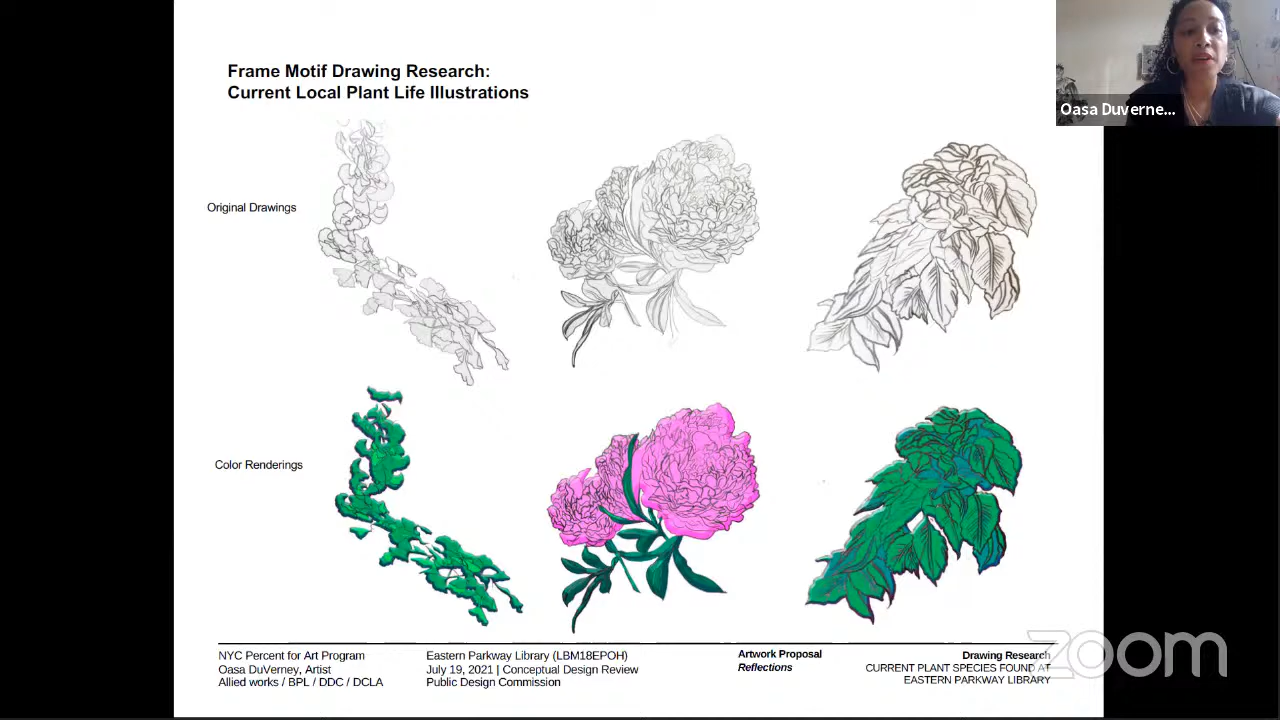 Frame Motif Drawing Research:
Current Local Plant Life Illustrations
Oasa Duverne...
Original Drawings
Color Renderings
NYC Percent for Art Program
Oasa DuVerney, Artist
Allied works / BPL / DDC / DCLA
Eastern Parkway Library (LBM18EPOH)
July 19, 2021 | Conceptual Design Review
Public Design Commission
Artwork Proposal
Reflections
Drawing Research
CURRENT PLANT SPECIES FOUND AT
EASTERN PARKWAY LIBRARY
zoom